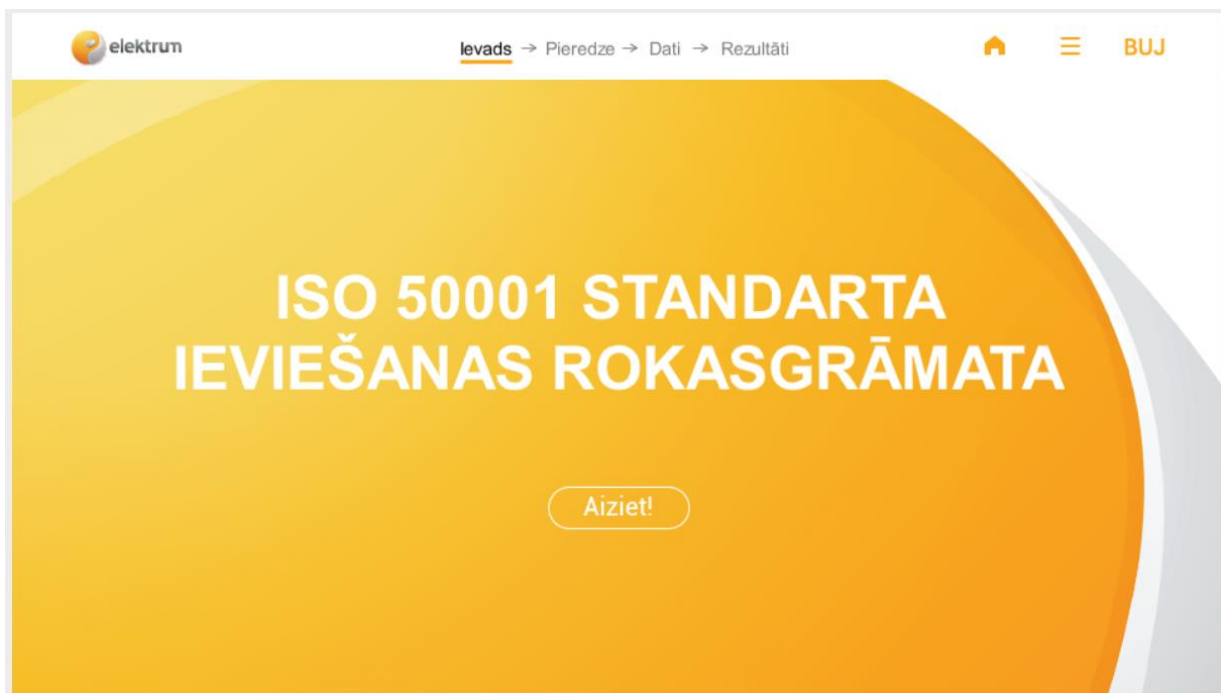 elektrum
Ievads → Pieredze → Dati → Rezultāti
BUJ
ISO 50001 STANDARTA
IEVIEŠANAS ROKASGRĀMATA
Aiziet!